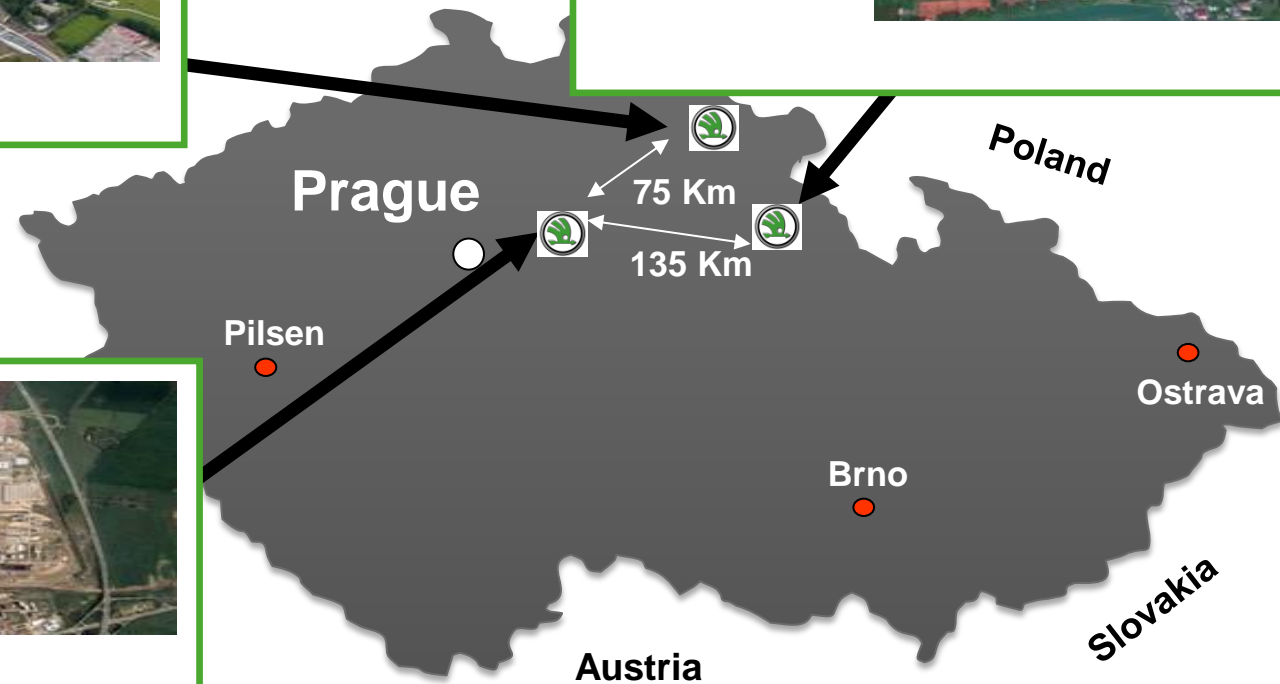 Poland
Prague
75 Km
135 Km
Pilsen
Ostrava
Brno
Slovakia
Austria